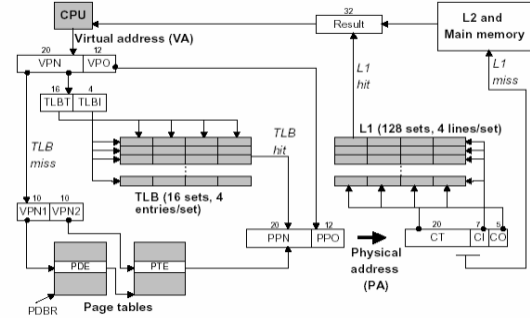 CPU
32
Result
L2 and
Main memory
Virtual address (VA)
20 12
VPN VPO
16 4
TLBT TLBI
L1
hit
L1
miss
TLB
miss
TLB
hit
L1 (128 sets, 4 lines/set)
TLB (16 sets, 4
entries/set)
10 10
VPN1 VPN2
20 12
PPN PPO
20 7 5
CT CI CO
Physical
address
(PA)
PDE PTE
PDBR
Page tables